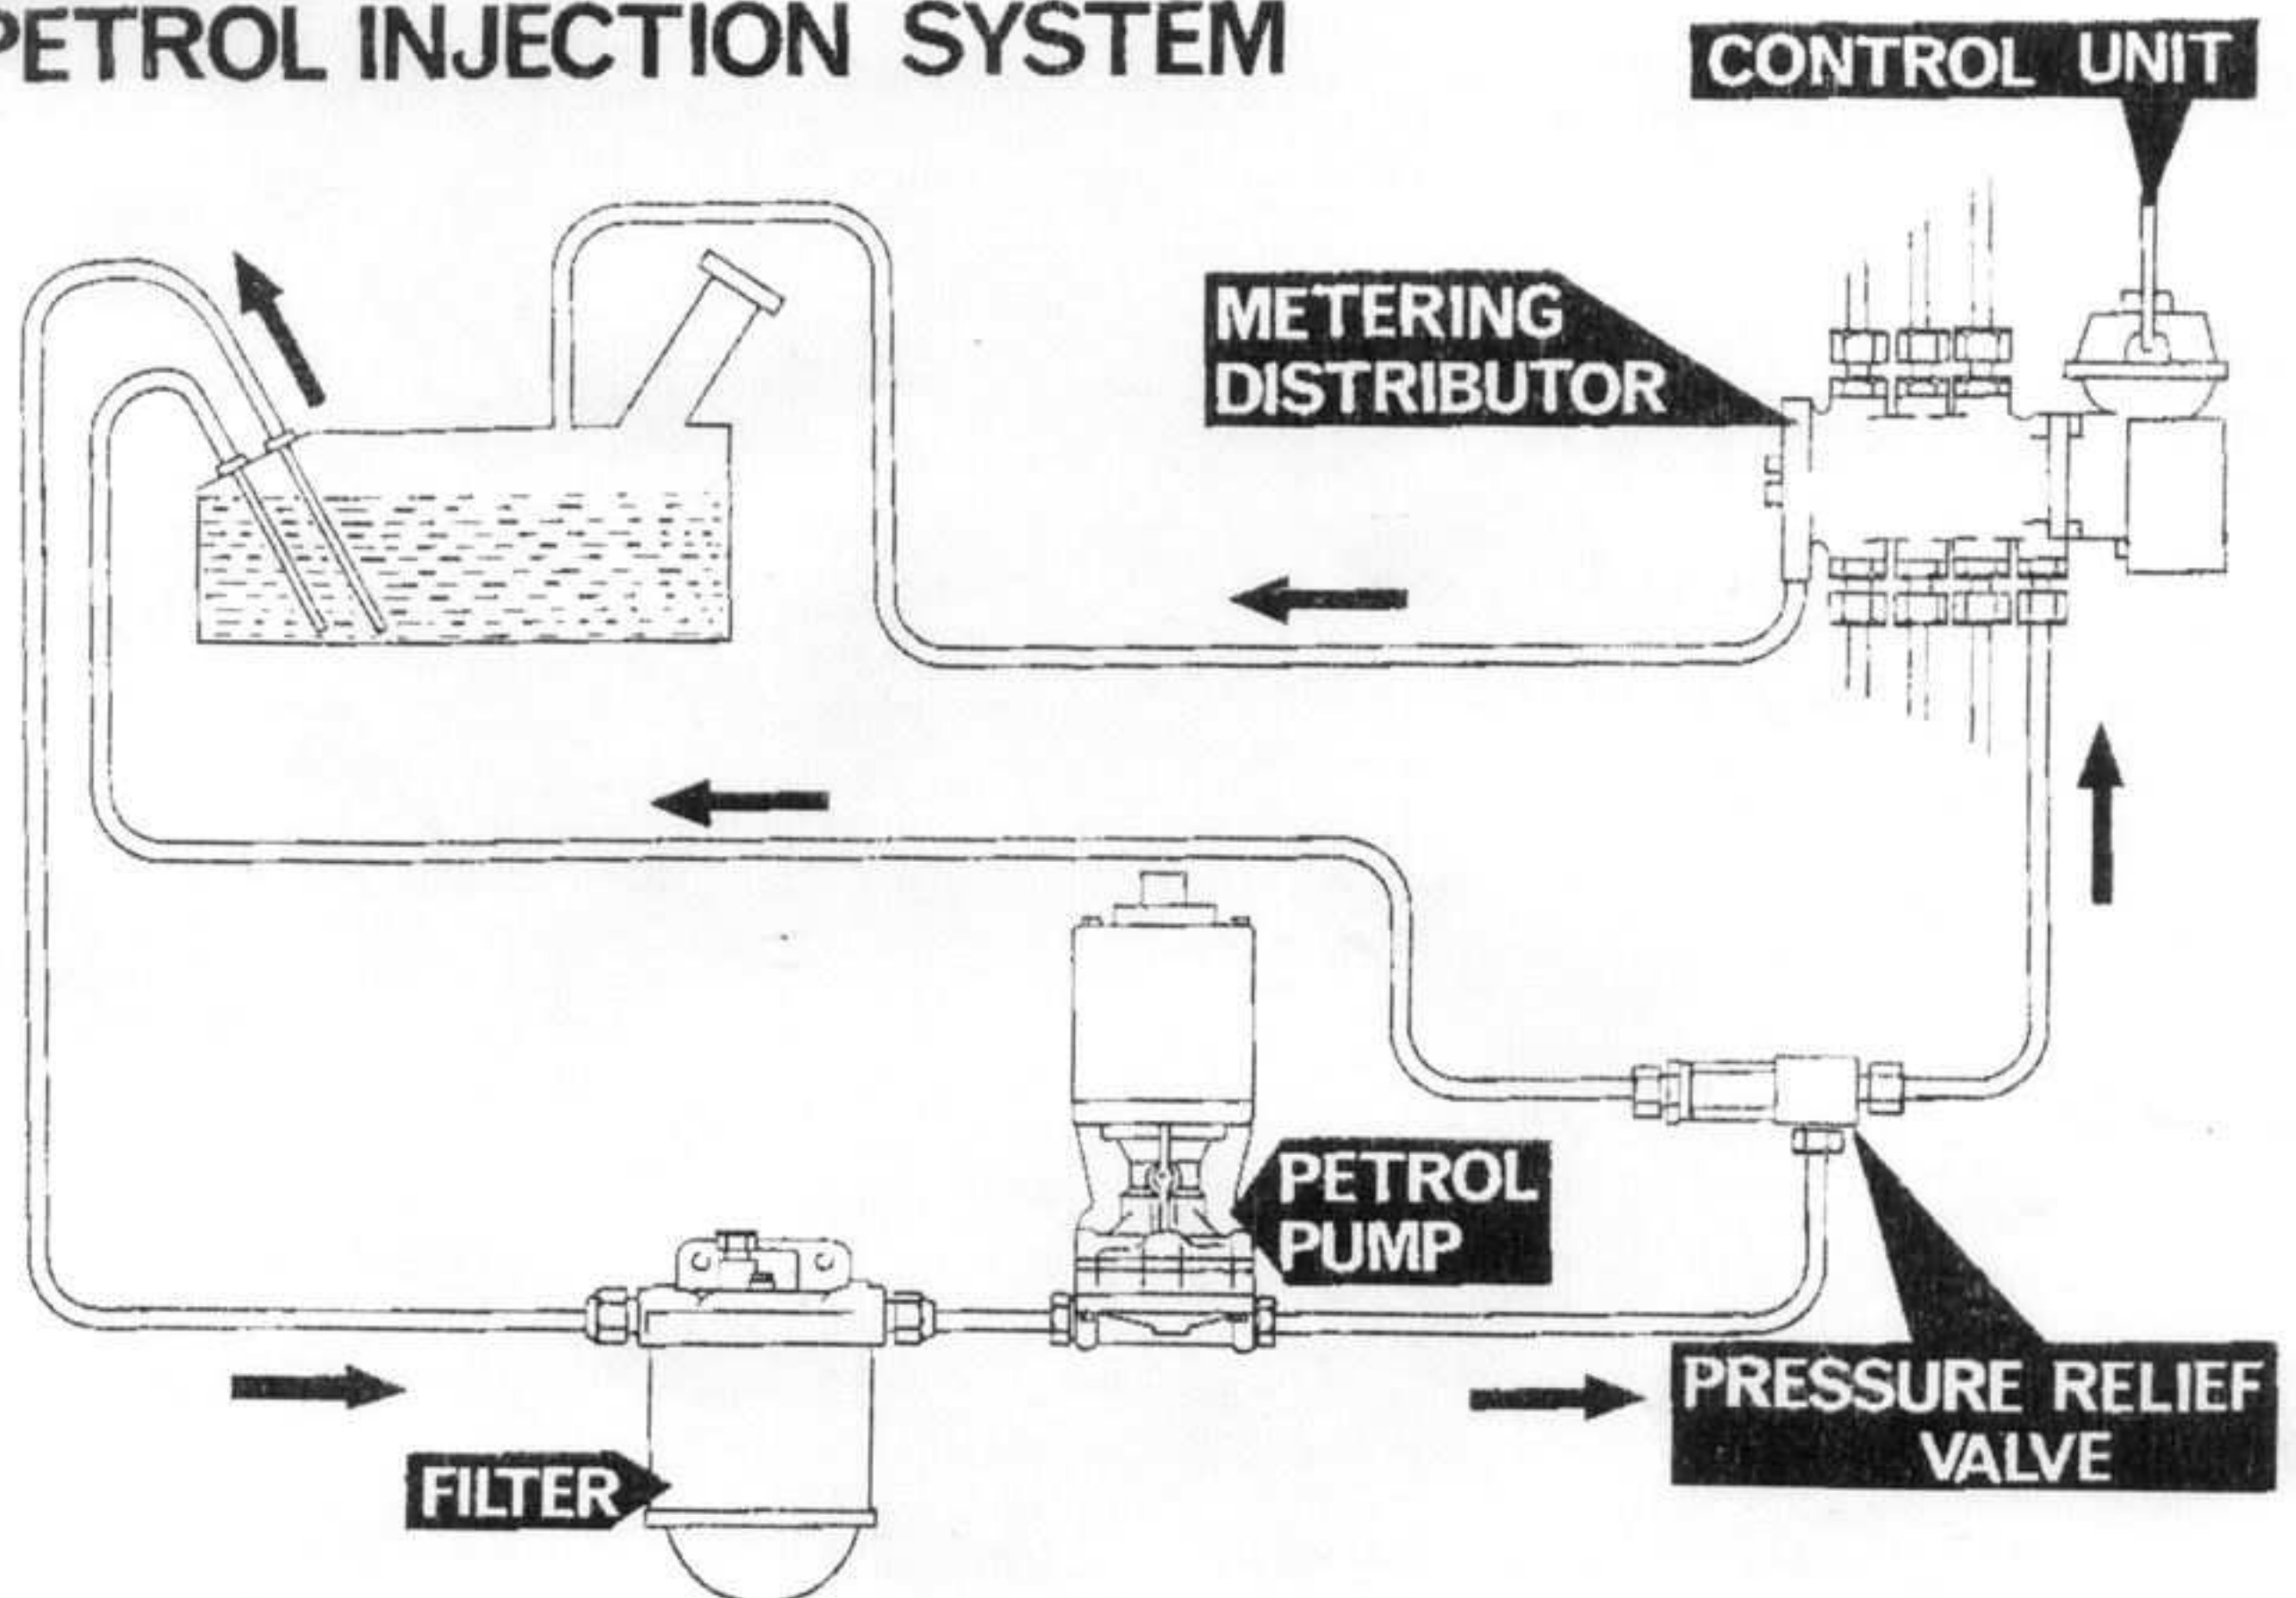 PETROL INJECTION SYSTEM
CONTROL UNIT
METERING
DISTRIBUTOR
PETROL
PUMP
PRESSURE RELIEF
VALVE
FILTER